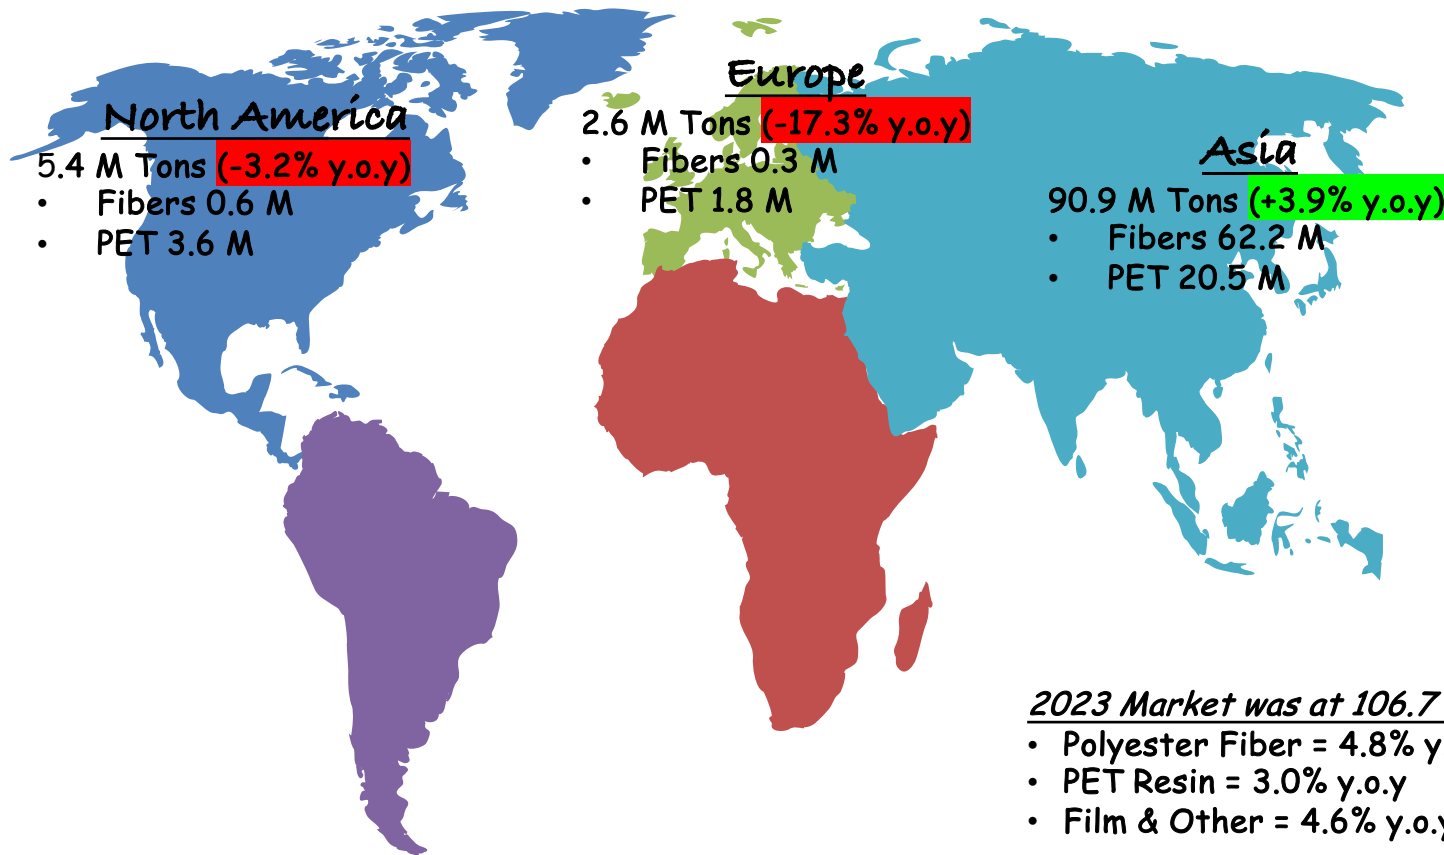 North America
5.4 M Tons (-3.2% y.o.y)
• Fibers 0.6 M
• PET 3.6 M
Europe
2.6 M Tons (-17.3% y.o.y)
• Fibers 0.3 M
• PET 1.8 M
Asia
90.9 M Tons (+3.9% y.o.y)
• Fibers 62.2 M
• PET 20.5 M
2023 Market was at 106.7
• Polyester Fiber = 4.8% y
• PET Resin = 3.0% y.o.y
• Film & Other = 4.6% y.o.y